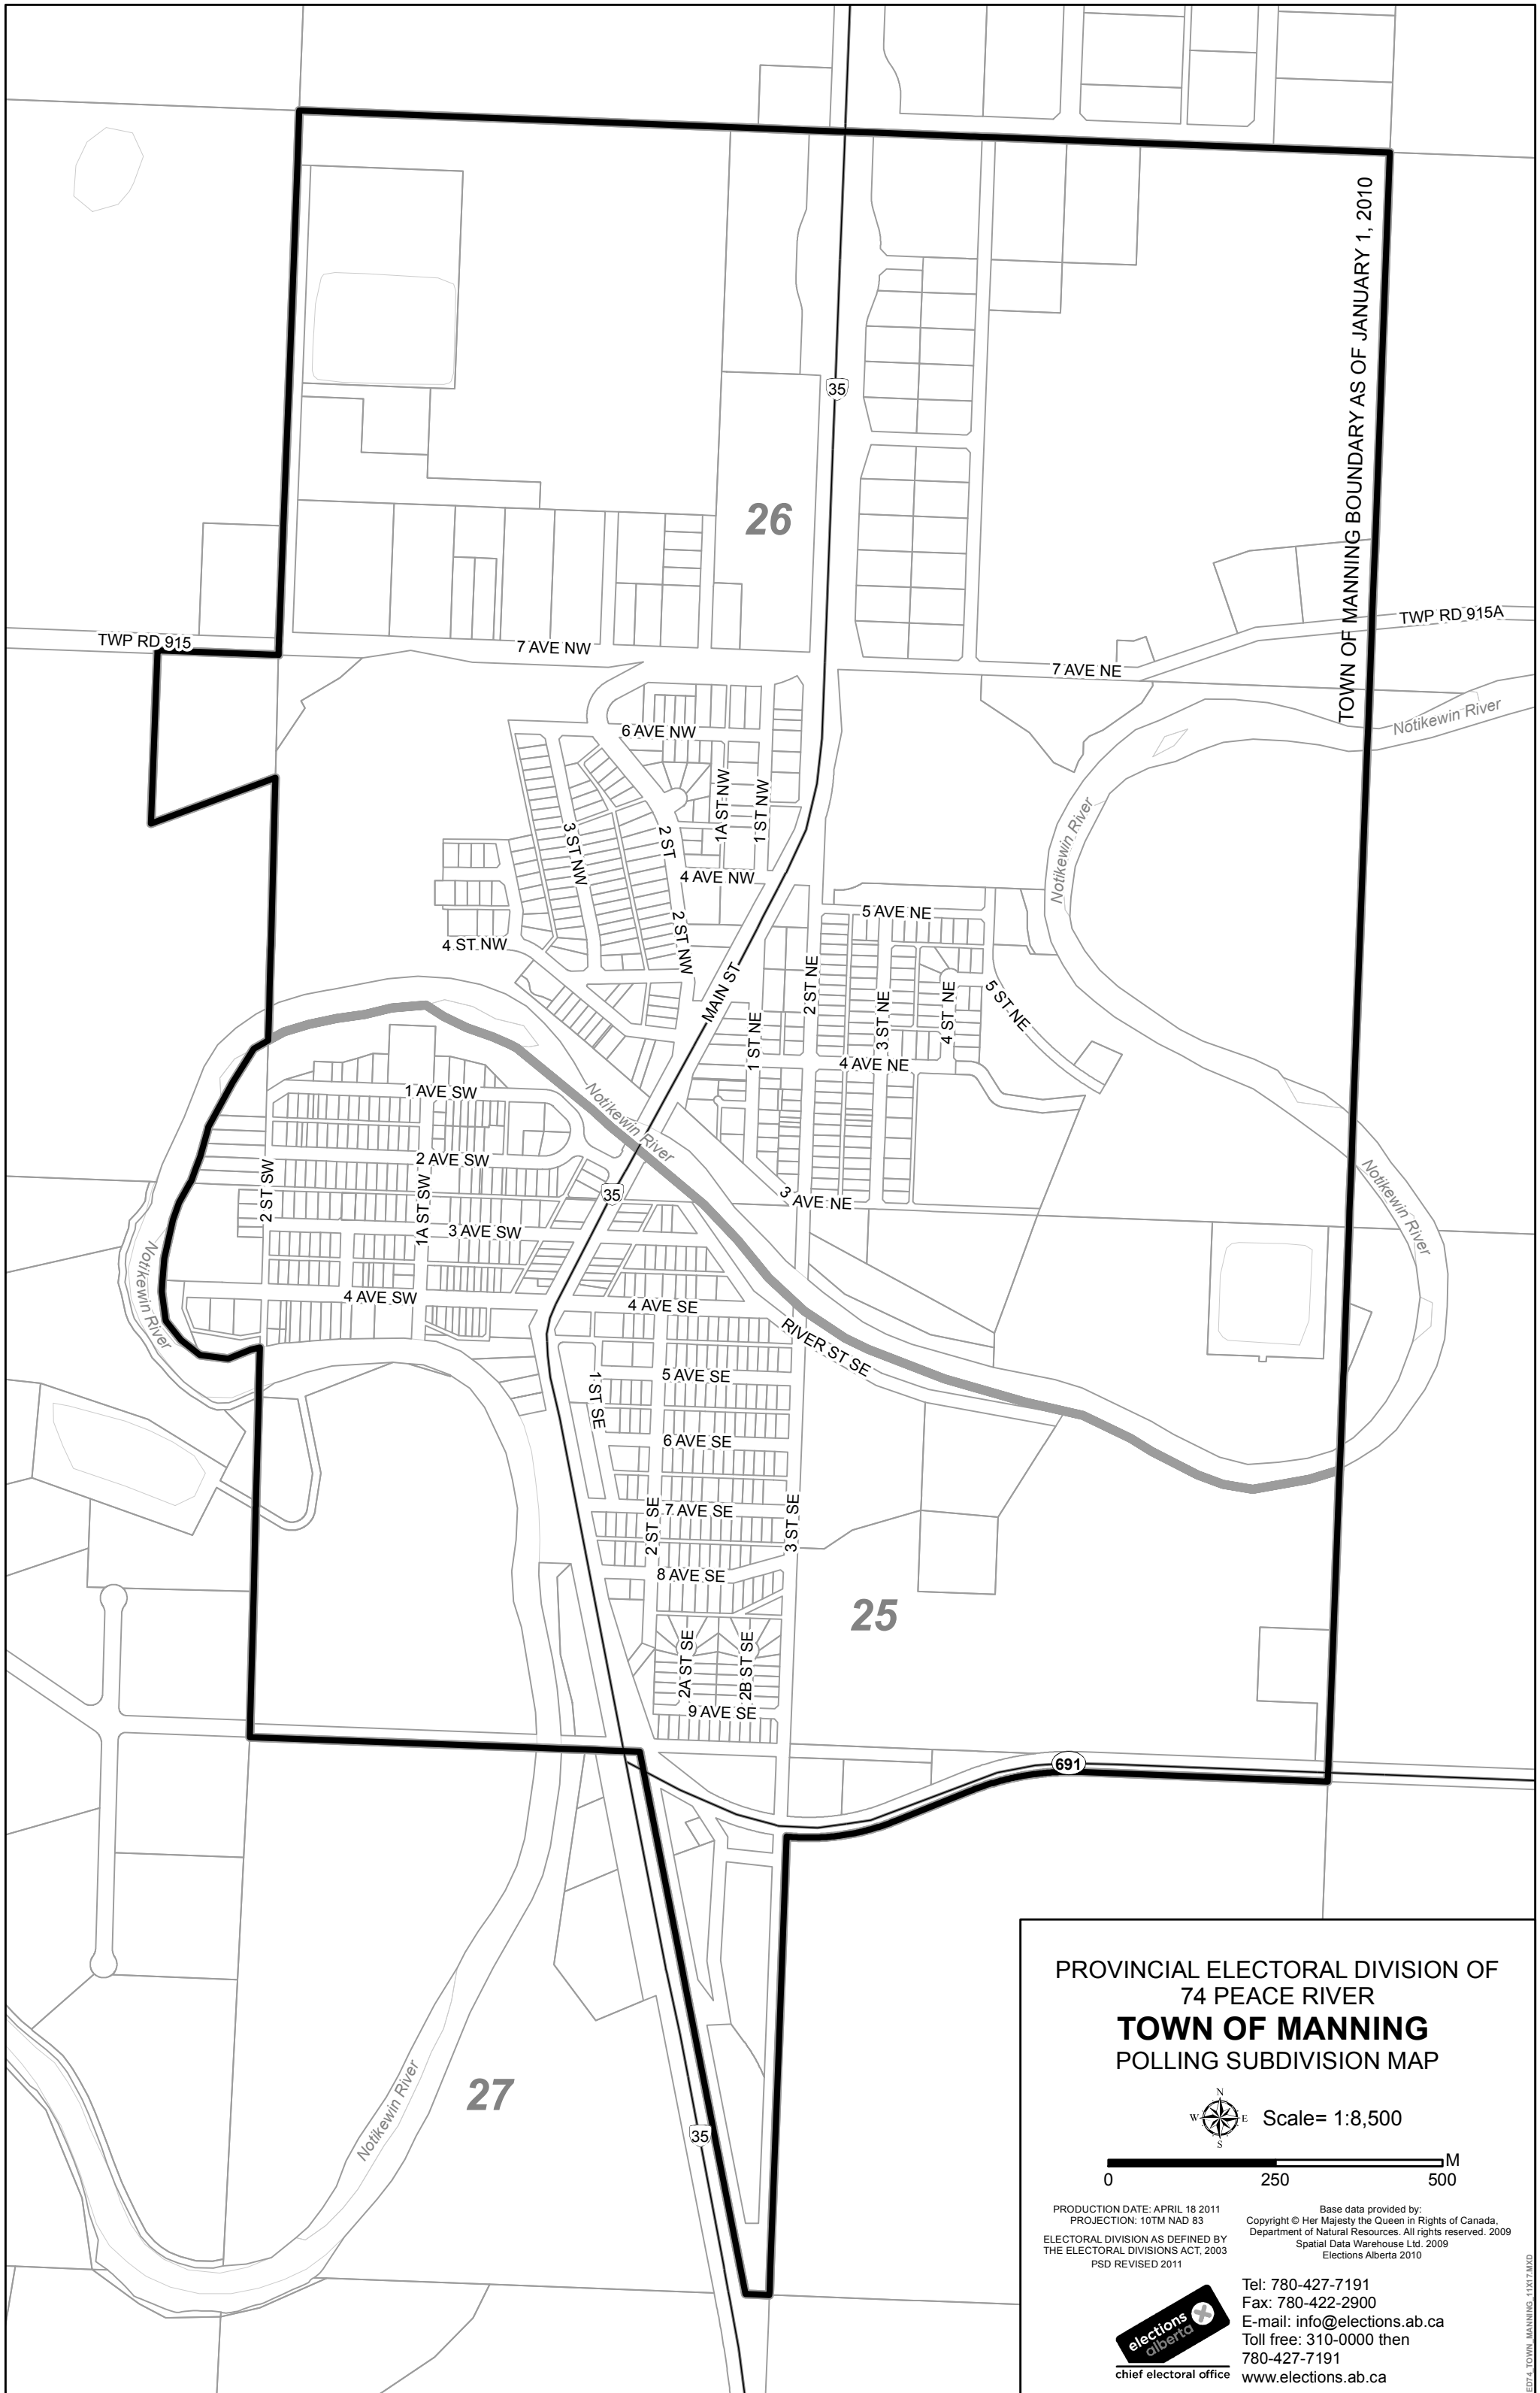 TOWN OF MANNING BOUNDARY AS OF JANUARY 1, 2010
35
26
TWP RD 915
7 AVE NW
7 AVE NE
TWP RD 915A
Notikewin River
6 AVE NW
1A ST NW
1 ST NW
3 ST NW
2 ST
Notikewin River
4 AVE NW
5 AVE NE
2 ST NW
4 ST NW
MAIN ST
2 ST NE
3 ST NE
4 ST NE
5 ST NE
1 ST NE
4 AVE NE
1 AVE SW
Notikewin River
2 AVE SW
2 ST SW
1A ST SW
35
3 AVE NE
Notikewin River
3 AVE SW
Notikewin River
4 AVE SW
4 AVE SE
RIVER ST SE
1 ST SE
5 AVE SE
6 AVE SE
2 ST SE
7 AVE SE
3 ST SE
8 AVE SE
25
2A ST SE
2B ST SE
9 AVE SE
691
27
Notikewin River
35
PROVINCIAL ELECTORAL DIVISION OF
74 PEACE RIVER
TOWN OF MANNING
POLLING SUBDIVISION MAP
N
W E
S
Scale= 1:8,500
M
0 250 500
PRODUCTION DATE: APRIL 18 2011
PROJECTION: 10TM NAD 83
ELECTORAL DIVISION AS DEFINED BY
THE ELECTORAL DIVISIONS ACT, 2003
PSD REVISED 2011
Base data provided by:
Copyright © Her Majesty the Queen in Rights of Canada,
Department of Natural Resources. All rights reserved. 2009
Spatial Data Warehouse Ltd. 2009
Elections Alberta 2010
elections
alberta
chief electoral office
Tel: 780-427-7191
Fax: 780-422-2900
E-mail: info@elections.ab.ca
Toll free: 310-0000 then
780-427-7191
www.elections.ab.ca
ED74_TOWN_MANNING_11X17.MXD